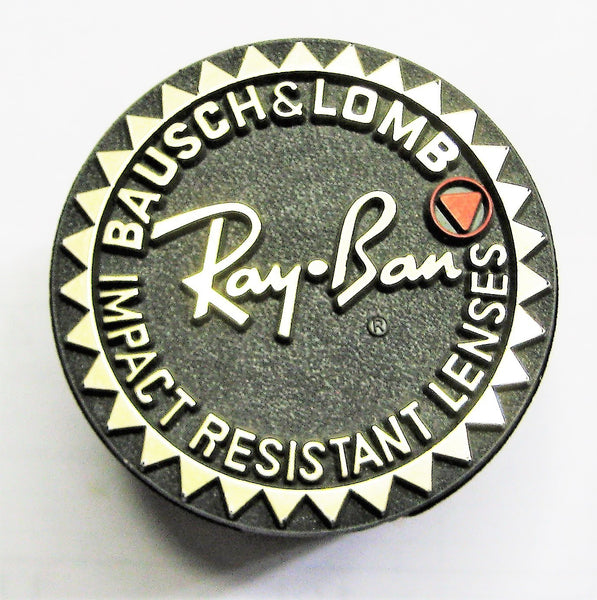 BAUSCH & LOMB
Ray-Ban
®
IMPACT RESISTANT LENSES